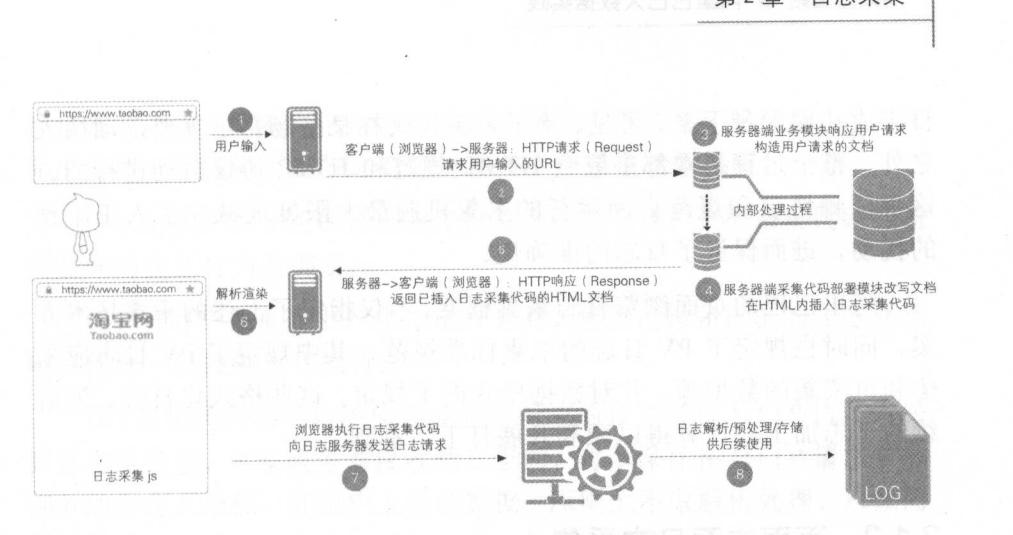 第 2 章 日志采集
https://www.taobao.com
1
用户输入
客户端（浏览器）->服务器：HTTP请求（Request）
请求用户输入的URL
2
3 服务器端业务模块响应用户请求
构造用户请求的文档
内部处理过程
4 服务器端采集代码部署模块改写文档
在HTML内插入日志采集代码
5
服务器->客户端（浏览器）：HTTP响应（Response）
返回已插入日志采集代码的HTML文档
https://www.taobao.com
解析渲染
6
淘宝网
Taobao.com
日志采集 js
浏览器执行日志采集代码
向日志服务器发送日志请求
7
日志解析/预处理/存储
供后续使用
8
LOG